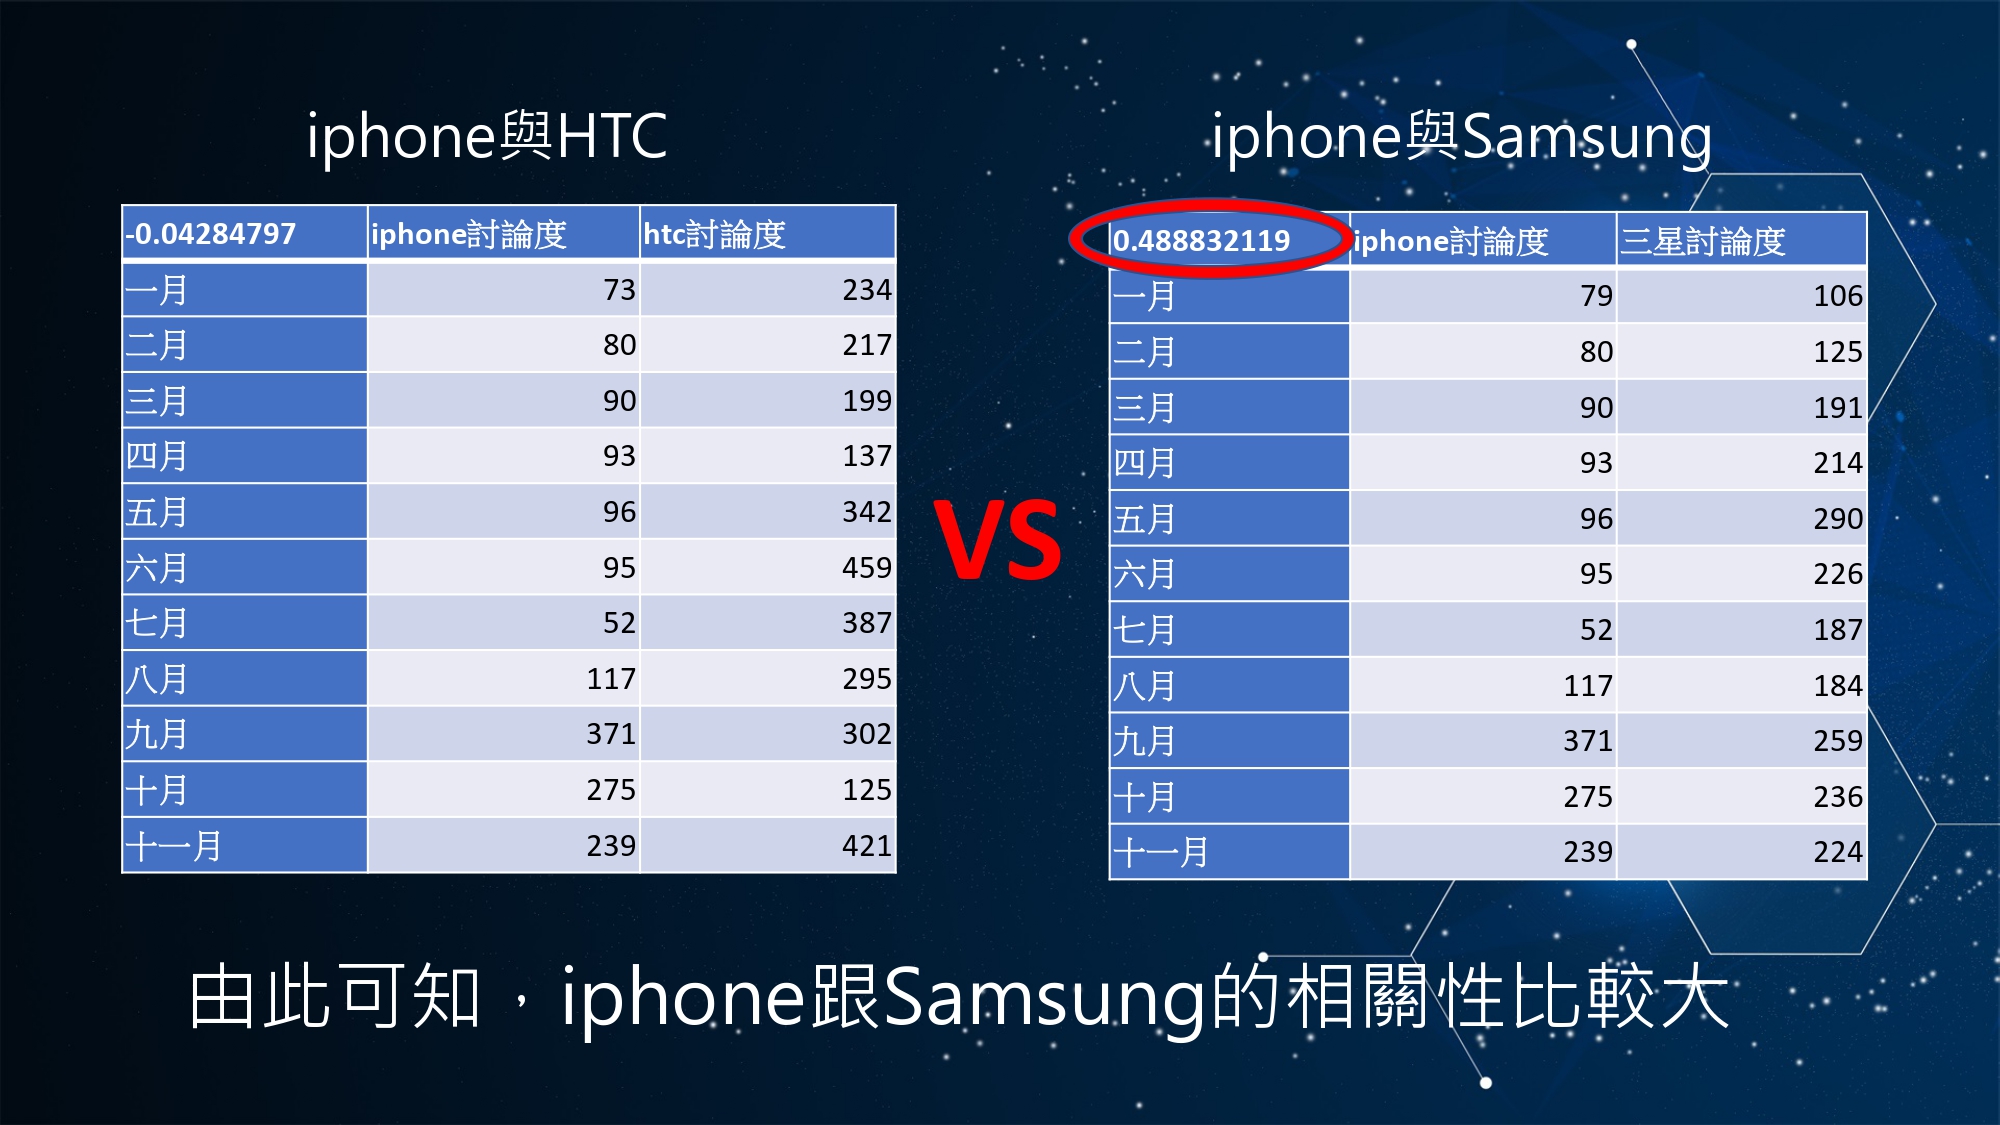 iphone與HTC
-0.04284797 iphone討論度 htc討論度
一月 73 234
二月 80 217
三月 90 199
四月 93 137
五月 96 342
六月 95 459
七月 52 387
八月 117 295
九月 371 302
十月 275 125
十一月 239 421
VS
iphone與Samsung
0.488832119 iphone討論度 三星討論度
一月 79 106
二月 80 125
三月 90 191
四月 93 214
五月 96 290
六月 95 226
七月 52 187
八月 117 184
九月 371 259
十月 275 236
十一月 239 224
由此可知，iphone跟Samsung的相關性比較大